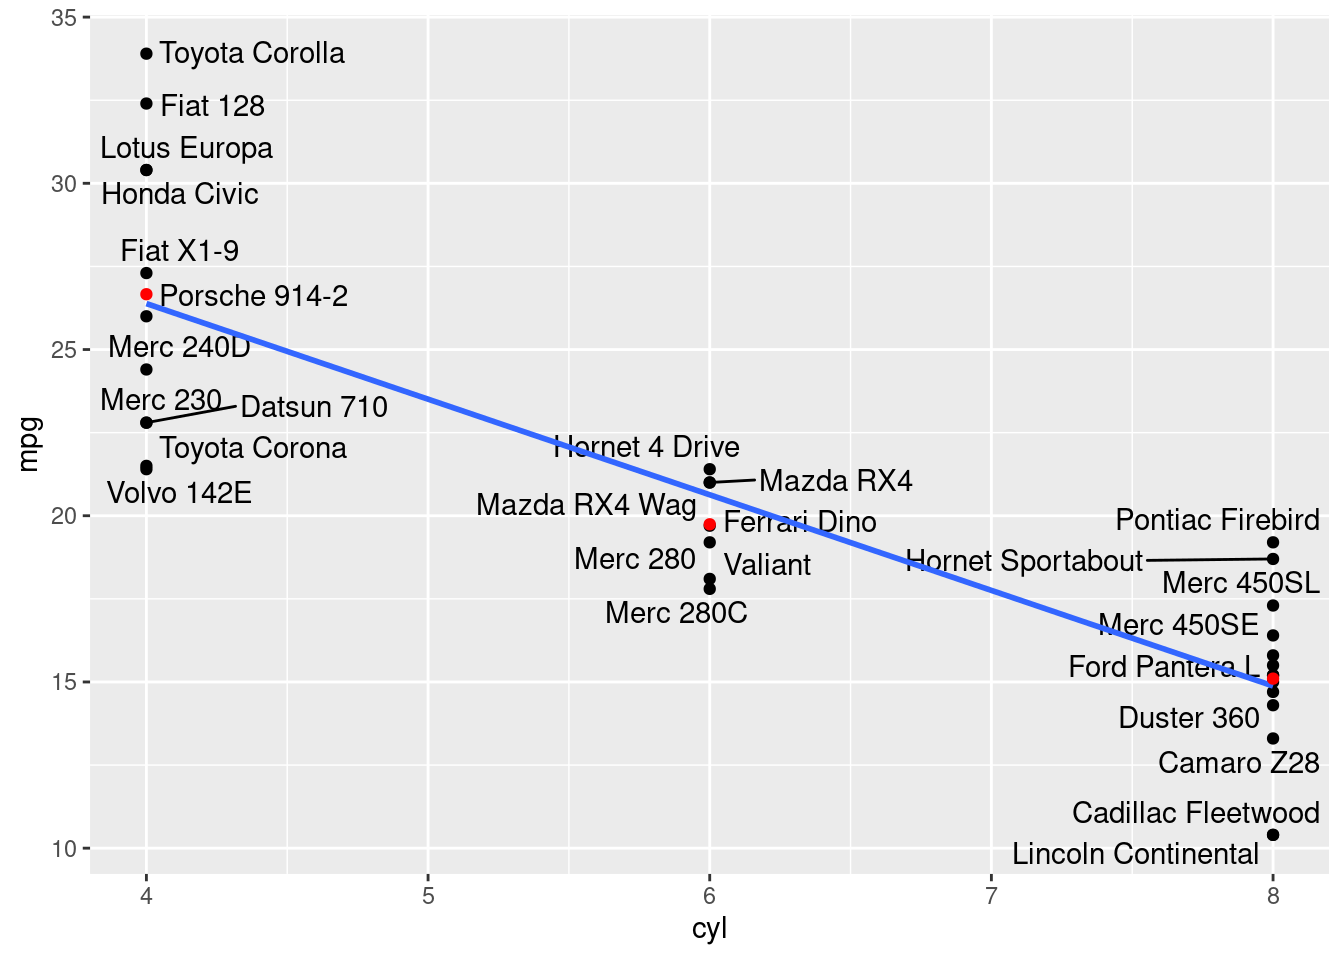 35
Toyota Corolla
Fiat 128
Lotus Europa
30
Honda Civic
Fiat X1-9
Porsche 914-2
25
Merc 240D
Merc 230
Datsun 710
Toyota Corona
Hornet 4 Drive
Mazda RX4
Volvo 142E
Mazda RX4 Wag
20
Ferrari Dino
Pontiac Firebird
Merc 280
Valiant
Hornet Sportabout
Merc 450SL
Merc 280C
Merc 450SE
15
Ford Pantera L
Duster 360
Camaro Z28
Cadillac Fleetwood
10
Lincoln Continental
mpg
4 5 6 7 8
cyl